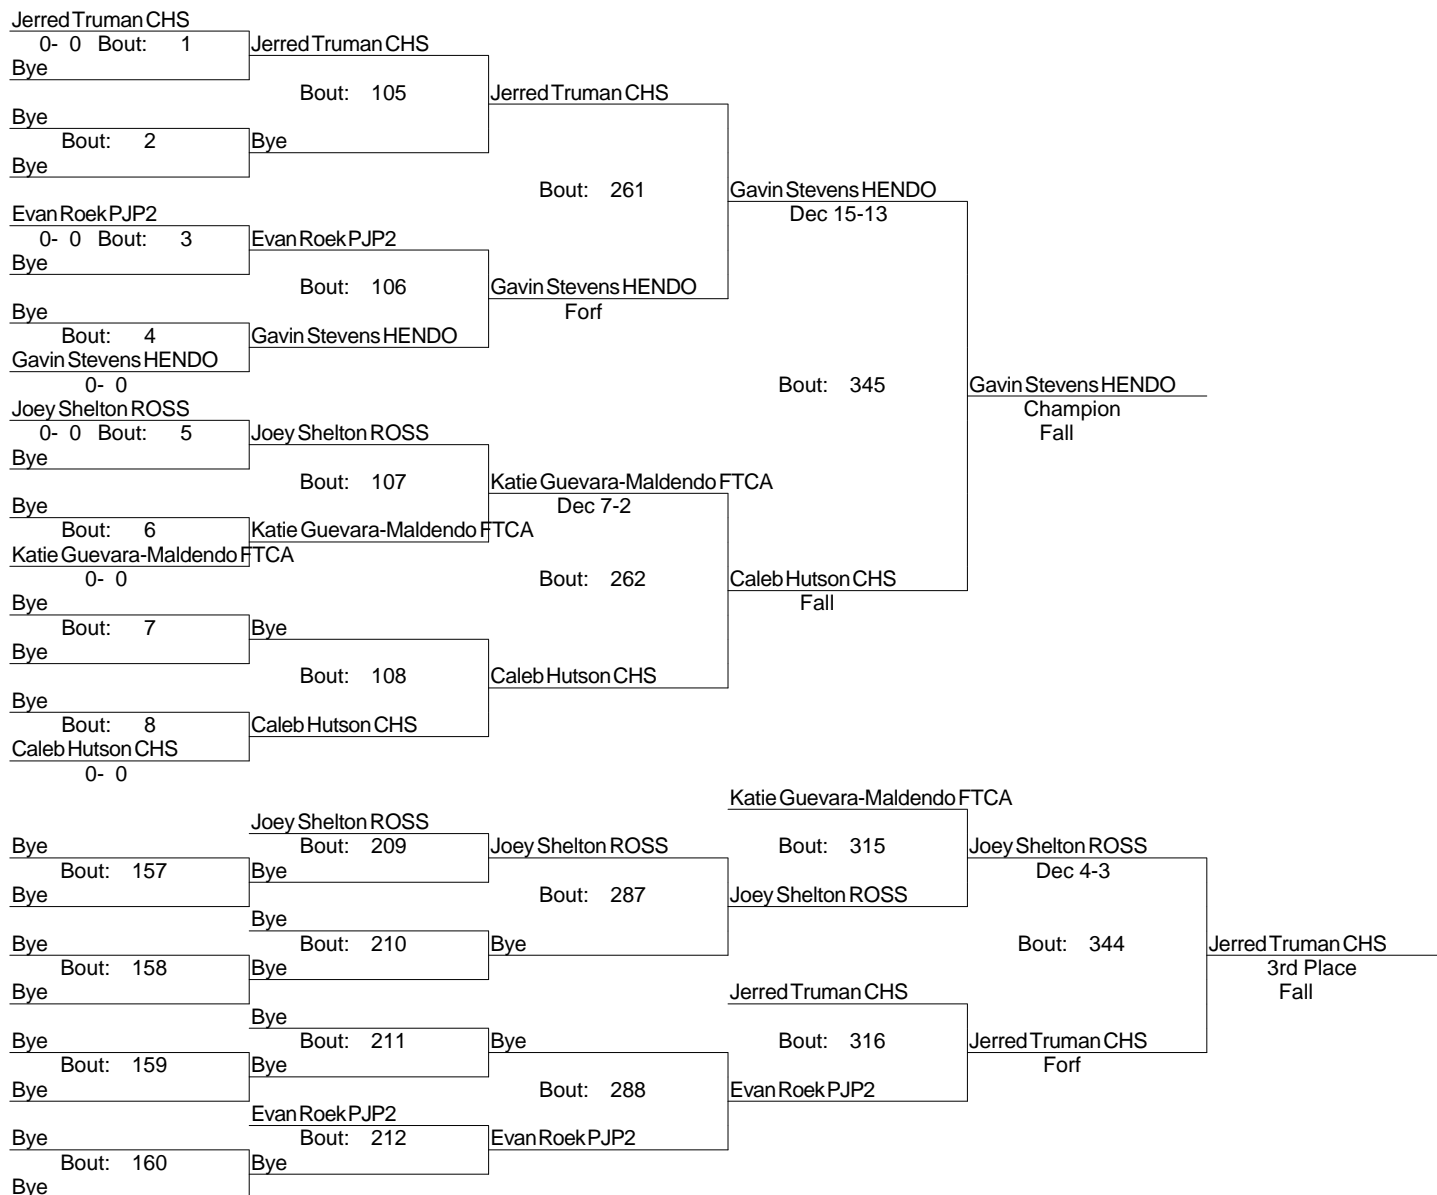 Jerred Truman CHS
0- 0 Bout: 1 Jerred Truman CHS
Bye
Bout: 105 Jerred Truman CHS
Bye
Bout: 2 Bye
Bye
Bout: 261 Gavin Stevens HENDO
Evan Roek PJP2 Dec 15-13
0- 0 Bout: 3 Evan Roek PJP2
Bye
Bout: 106 Gavin Stevens HENDO
Bye Forf
Bout: 4 Gavin Stevens HENDO
Gavin Stevens HENDO
0- 0 Bout: 345 Gavin Stevens HENDO
Joey Shelton ROSS Champion
0- 0 Bout: 5 Joey Shelton ROSS Fall
Bye
Bout: 107 Katie Guevara-Maldendo FTCA
Bye Dec 7-2
Bout: 6 Katie Guevara-Maldendo FTCA
Katie Guevara-Maldendo FTCA
0- 0 Bout: 262 Caleb Hutson CHS
Bye Fall
Bout: 7 Bye
Bye
Bout: 108 Caleb Hutson CHS
Bye
Bout: 8 Caleb Hutson CHS
Caleb Hutson CHS
0- 0
Katie Guevara-Maldendo FTCA
Joey Shelton ROSS
Bye Bout: 209 Joey Shelton ROSS Bout: 315 Joey Shelton ROSS
Bout: 157 Bye Dec 4-3
Bye Bout: 287 Joey Shelton ROSS
Bye
Bye Bout: 210 Bye Bout: 344 Jerred Truman CHS
Bout: 158 Bye 3rd Place
Bye Jerred Truman CHS Fall
Bye
Bye Bout: 211 Bye Bout: 316 Jerred Truman CHS
Bout: 159 Bye Forf
Bye Bout: 288 Evan Roek PJP2
Evan Roek PJP2
Bye Bout: 212 Evan Roek PJP2
Bout: 160 Bye
Bye